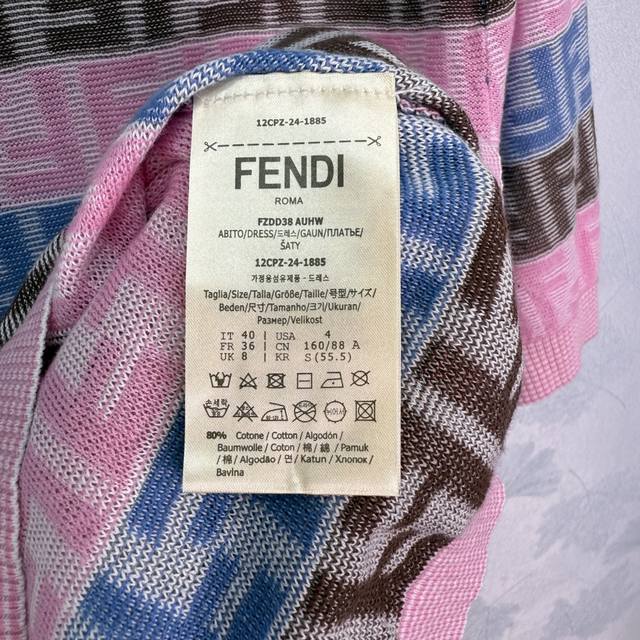 12CPZ-24-1885
FENDI
ROMA
FZDD38 AUHW
ABITO/DRESS/드레스/GAUN/ПЛАТЬЕ/
ŠATY
12CPZ-24-1885
가정용섬유제품 - 드레스
Taglia/Size/Talla/Größe/Taille/号型/サイズ/
Beden/尺寸/Tamanho/크기/Ukuran/
Размер/Velikost
IT 40 USA 4
FR 36 CN 160/88 A
UK 8 KR S(55.5)
손세탁
80% Cotone / Cotton / Algodón /
Baumwolle / Coton / 棉 / 綿 / Pamuk
/ 棉 / Algodão / 면 / Katun / Хлопок /
Bavlna